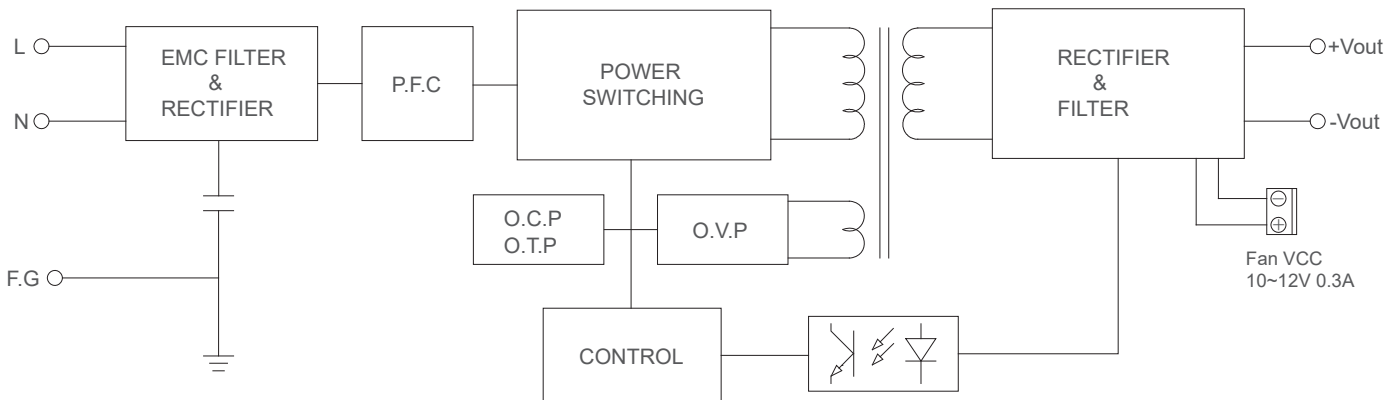 L
N
F.G
EMC FILTER
&
RECTIFIER
P.F.C
POWER
SWITCHING
RECTIFIER
&
FILTER
+Vout
-Vout
O.C.P
O.T.P
O.V.P
Fan VCC
10~12V 0.3A
CONTROL